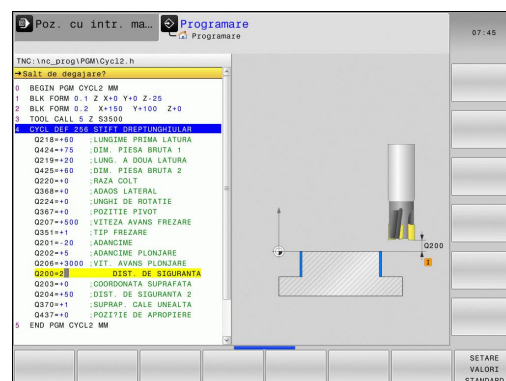 Poz. cu intr. ma...
Programare
Programare
07:45
TNC:\nc_prog\PGM\Cycl2.h
→Salt de degajare?
0 BEGIN PGM CYCL2 MM
1 BLK FORM 0.1 Z X+0 Y+0 Z-25
2 BLK FORM 0.2 X+150 Y+100 Z+0
3 TOOL CALL 5 Z S3500
4 CYCL DEF 256 STIFT DREPTUNGHIULAR
Q218=+60 ;LUNGIME PRIMA LATURA
Q424=+75 ;DIM. PIESA BRUTA 1
Q219=+20 ;LUNG. A DOUA LATURA
Q425=+60 ;DIM. PIESA BRUTA 2
Q220=+0 ;RAZA COLT
Q368=+0 ;ADAOS LATERAL
Q224=+0 ;UNGHI DE ROTATIE
Q367=+0 ;POZITIE PIVOT
Q207=+500 ;VITEZA AVANS FREZARE
Q351=+1 ;TIP FREZARE
Q201=-20 ;ADANCIME
Q202=+5 ;ADANCIME PLONJARE
Q206=+3000 ;VIT. AVANS PLONJARE
Q200=2 DIST. DE SIGURANTA
Q203=+0 ;COORDONATA SUPRAFATA
Q204=+50 ;DIST. DE SIGURANTA 2
Q370=+1 ;SUPRAP. CALE UNEALTA
Q437=+0 ;POZI?IE DE APROPIERE
5 END PGM CYCL2 MM
Q200
I
SETARE
VALORI
STANDARD